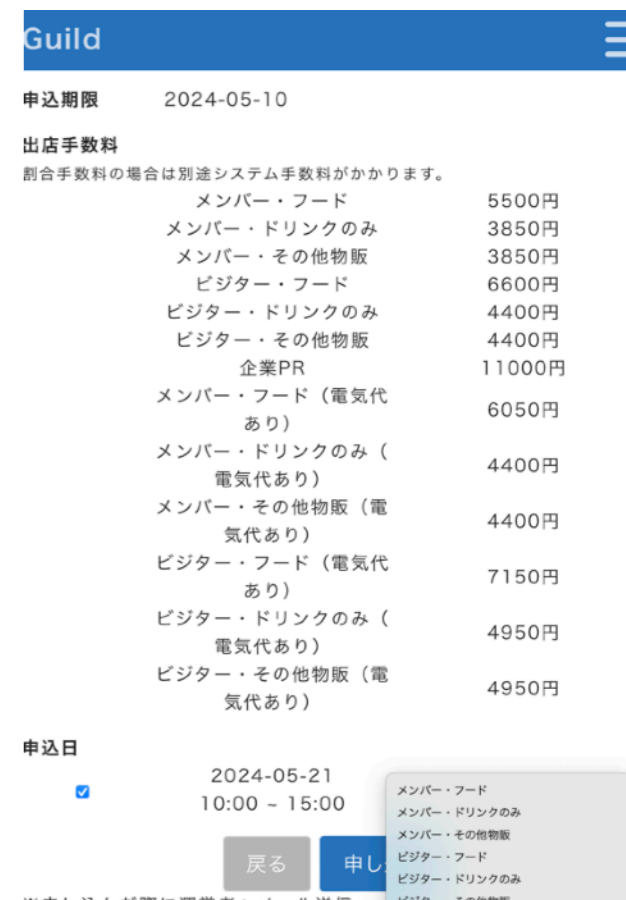 Guild
申込期限 2024-05-10
出店手数料
割合手数料の場合は別途システム手数料がかかります。
メンバー・フード 5500円
メンバー・ドリンクのみ 3850円
メンバー・その他物販 3850円
ビジター・フード 6600円
ビジター・ドリンクのみ 4400円
ビジター・その他物販 4400円
企業PR 11000円
メンバー・フード（電気代
あり） 6050円
メンバー・ドリンクのみ（
電気代あり） 4400円
メンバー・その他物販（電
気代あり） 4400円
ビジター・フード（電気代
あり） 7150円
ビジター・ドリンクのみ（
電気代あり） 4950円
ビジター・その他物販（電
気代あり） 4950円
申込日
2024-05-21
10:00 ~ 15:00
メンバー・フード
メンバー・ドリンクのみ
メンバー・その他物販
ビジター・フード
ビジター・ドリンクのみ
戻る
申し